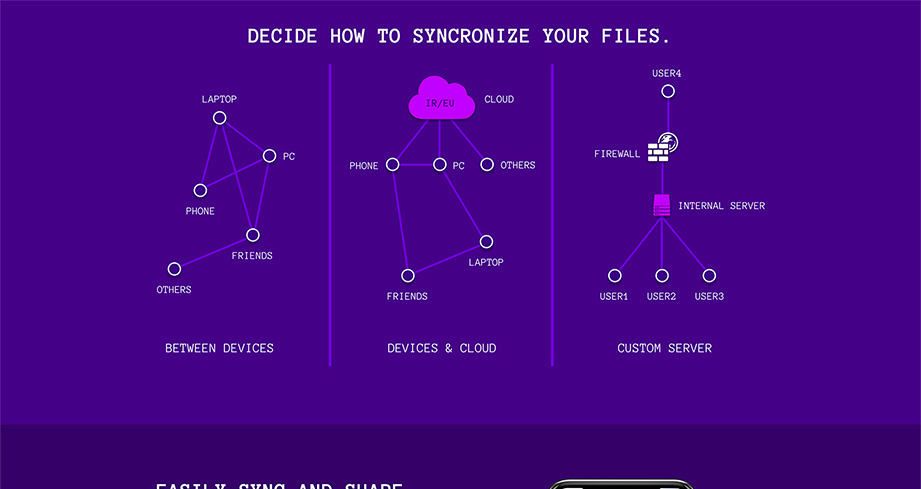 DECIDE HOW TO SYNCRONIZE YOUR FILES.
LAPTOP
PC
PHONE
FRIENDS
OTHERS
BETWEEN DEVICES
IR/EU
CLOUD
PHONE
PC
OTHERS
LAPTOP
FRIENDS
DEVICES & CLOUD
USER4
FIREWALL
INTERNAL SERVER
USER1
USER2
USER3
CUSTOM SERVER
EASILY SYNC AND SHARE